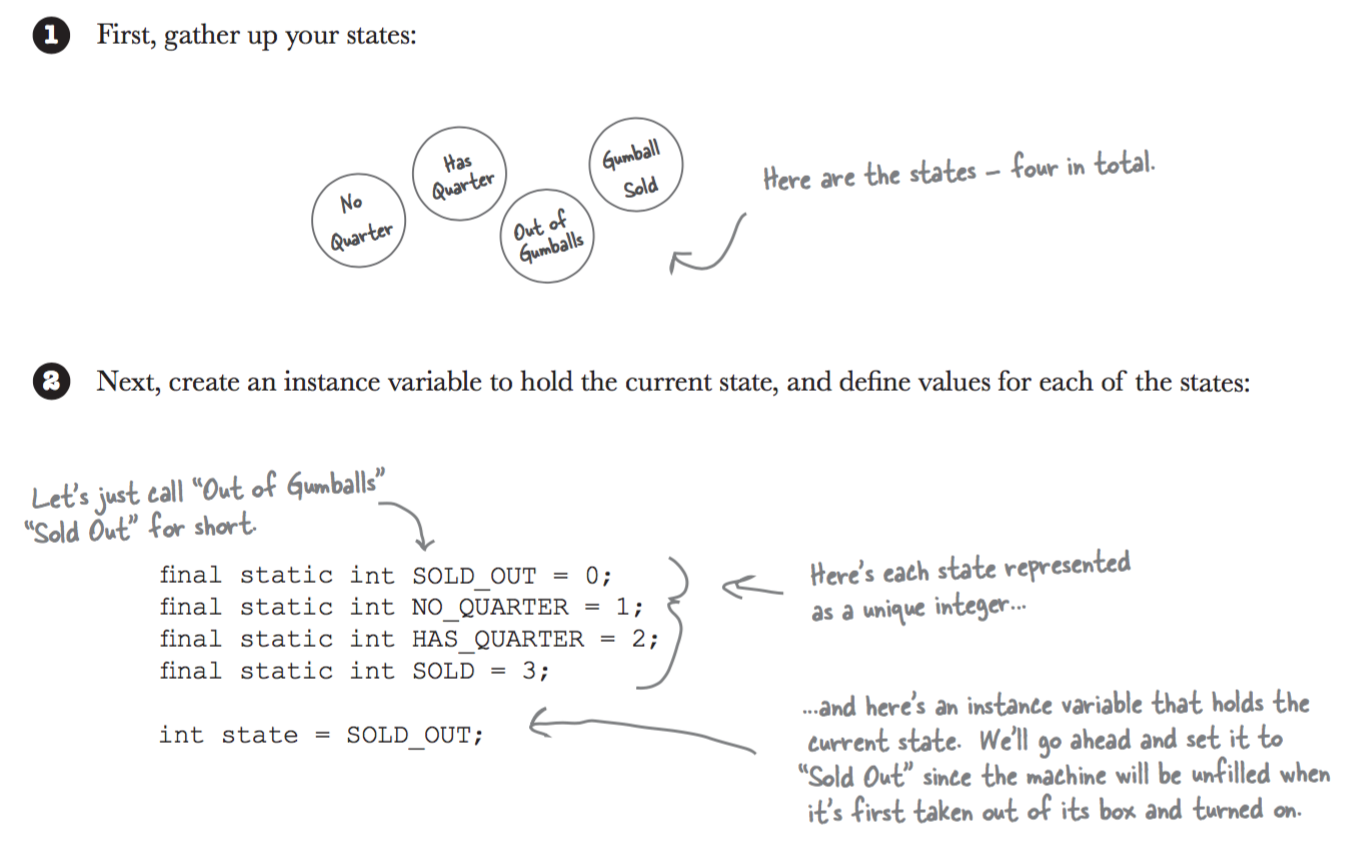 1 First, gather up your states:
No
Quarter
Has
Quarter
Out of
Gumballs
Gumball
Sold
Here are the states – four in total.
2 Next, create an instance variable to hold the current state, and define values for each of the states:
Let's just call “Out of Gumballs”
“Sold Out” for short.
final static int SOLD_OUT = 0;
final static int NO_QUARTER = 1;
final static int HAS_QUARTER = 2;
final static int SOLD = 3;
Here's each state represented
as a unique integer...
int state = SOLD_OUT;
...and here's an instance variable that holds the
current state. We'll go ahead and set it to
“Sold Out” since the machine will be unfilled when
it's first taken out of its box and turned on.